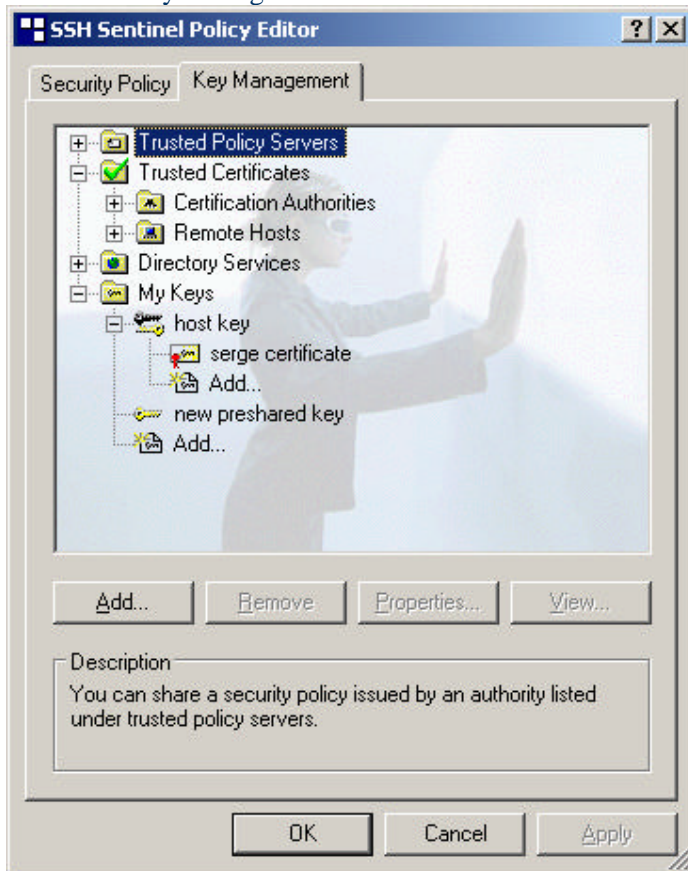 SSH Sentinel Policy Editor
Security Policy
Key Management
Trusted Policy Servers
Trusted Certificates
Certification Authorities
Remote Hosts
Directory Services
My Keys
host key
serge certificate
Add...
new preshared key
Add...
Add...
Remove
Properties...
View...
Description
You can share a security policy issued by an authority listed
under trusted policy servers.
OK
Cancel
Apply